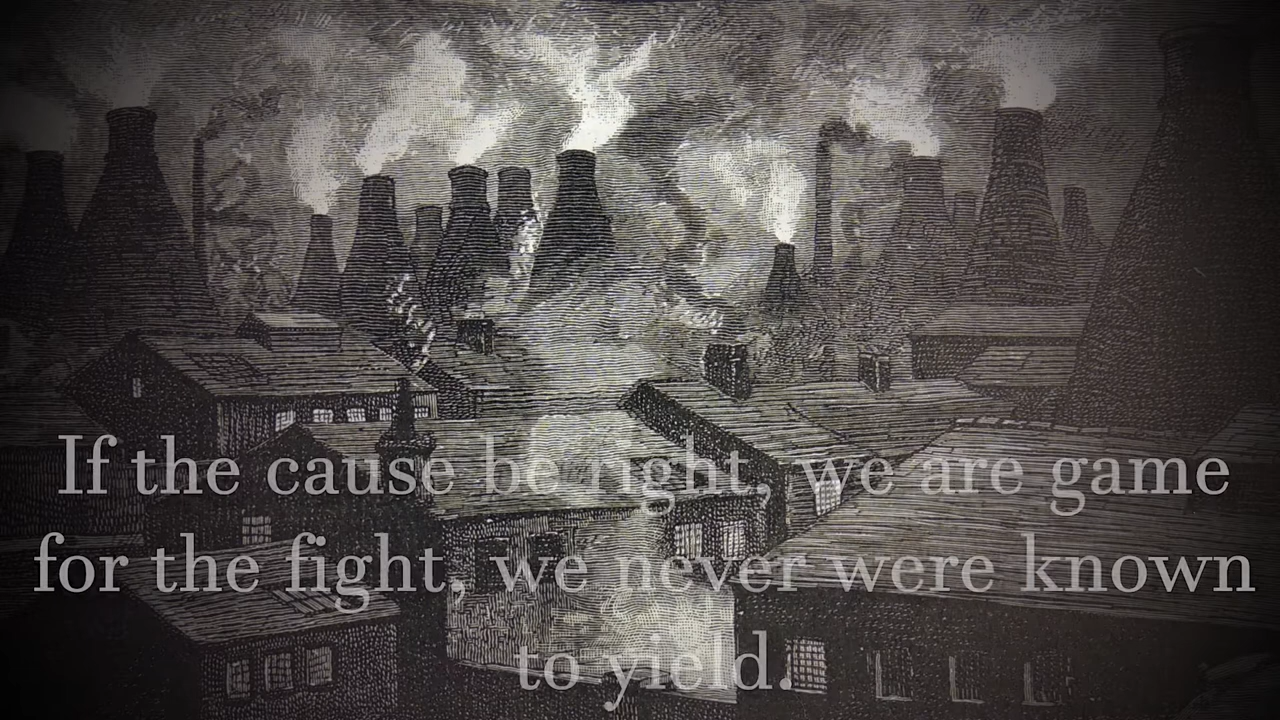 If the cause be right, we are game
for the fight, we never were known
to yield.